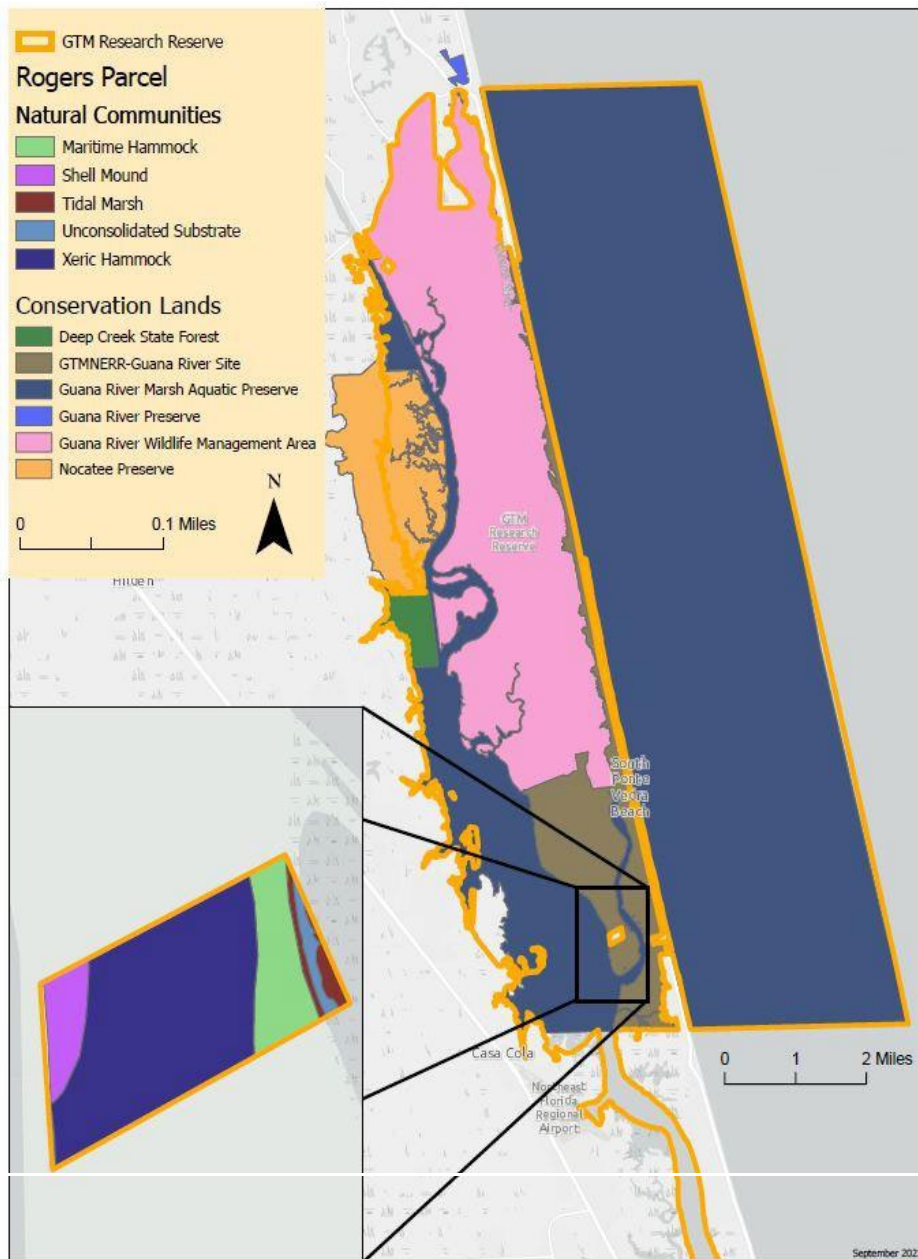 GTM Research Reserve
Rogers Parcel
Natural Communities
Maritime Hammock
Shell Mound
Tidal Marsh
Unconsolidated Substrate
Xeric Hammock
Conservation Lands
Deep Creek State Forest
GTMNERR-Guana River Site
Guana River Marsh Aquatic Preserve
Guana River Preserve
Guana River Wildlife Management Area
Nocatee Preserve
N
0 0.1 Miles
GTM
Research
Reserve
South
Ponte
Vedra
Beach
Casa Cola
0 1 2 Miles
Northeast
Florida
Regional
Airport